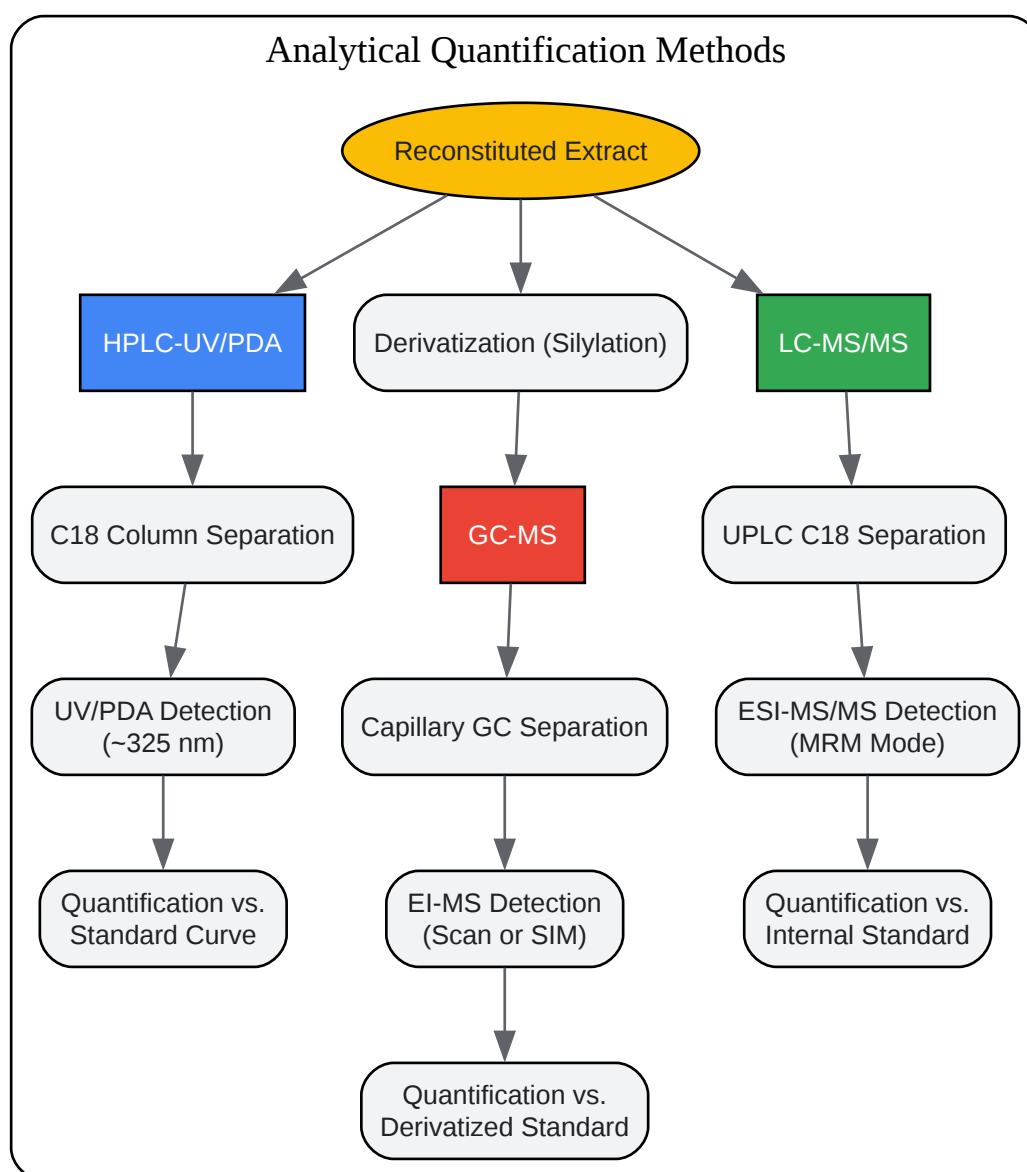 Analytical Quantification Methods
Reconstituted Extract
HPLC-UV/PDA
Derivatization (Silylation)
LC-MS/MS
C18 Column Separation
GC-MS
UPLC C18 Separation
UV/PDA Detection
(~325 nm)
Capillary GC Separation
ESI-MS/MS Detection
(MRM Mode)
Quantification vs.
Standard Curve
EI-MS Detection
(Scan or SIM)
Quantification vs.
Internal Standard
Quantification vs.
Derivatized Standard